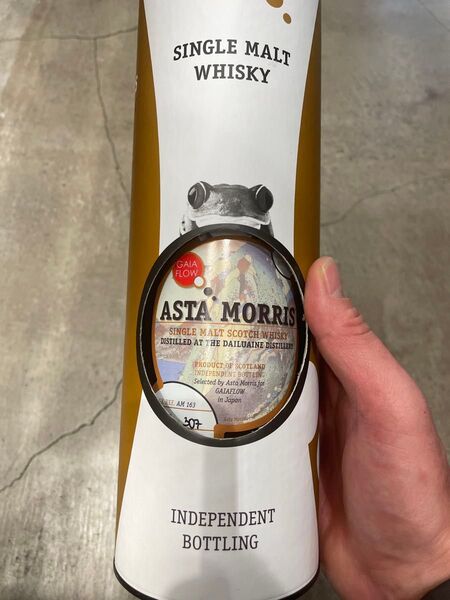 SINGLE MALT
WHISKY
GAIA
FLOW
ASTA MORRIS
SINGLE MALT SCOTCH WHISKY
DISTILLED AT THE DAILUAINE DISTILLERY
PRODUCT OF SCOTLAND
INDEPENDENT BOTTLING
Selected by Asta Morris for
GAIAFLOW
in Japan
AM 163
307
INDEPENDENT
BOTTLING